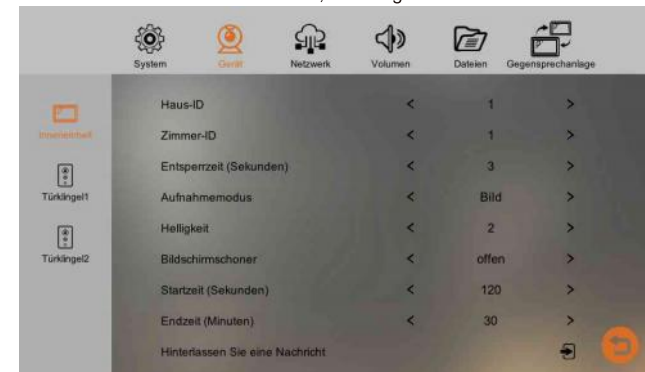 System Gerät Netzwerk Volumen Dateien Gegensprechanlage
Inneneinheit
Türklingel1
Türklingel2
Haus-ID < 1 >
Zimmer-ID < 1 >
Entsperrzeit (Sekunden) < 3 >
Aufnahmemodus < Bild >
Helligkeit < 2 >
Bildschirmschoner < offen >
Startzeit (Sekunden) < 120 >
Endzeit (Minuten) < 30 >
Hinterlassen Sie eine Nachricht